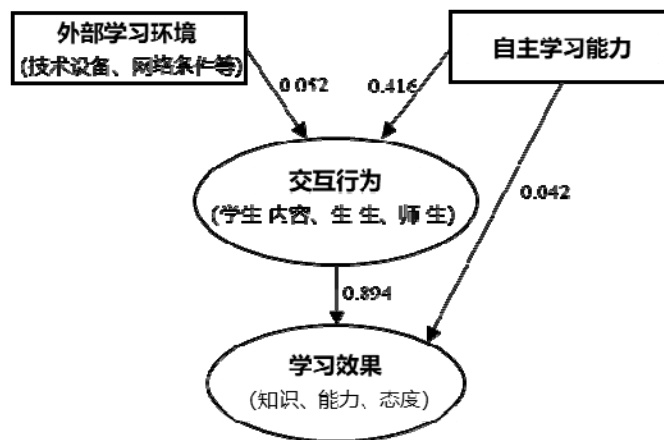 外部学习环境
(技术设备、网络条件等)
自主学习能力
0.052
0.416
交互行为
(学生 内容、生 生、师 生)
0.042
0.894
学习效果
(知识、能力、态度)